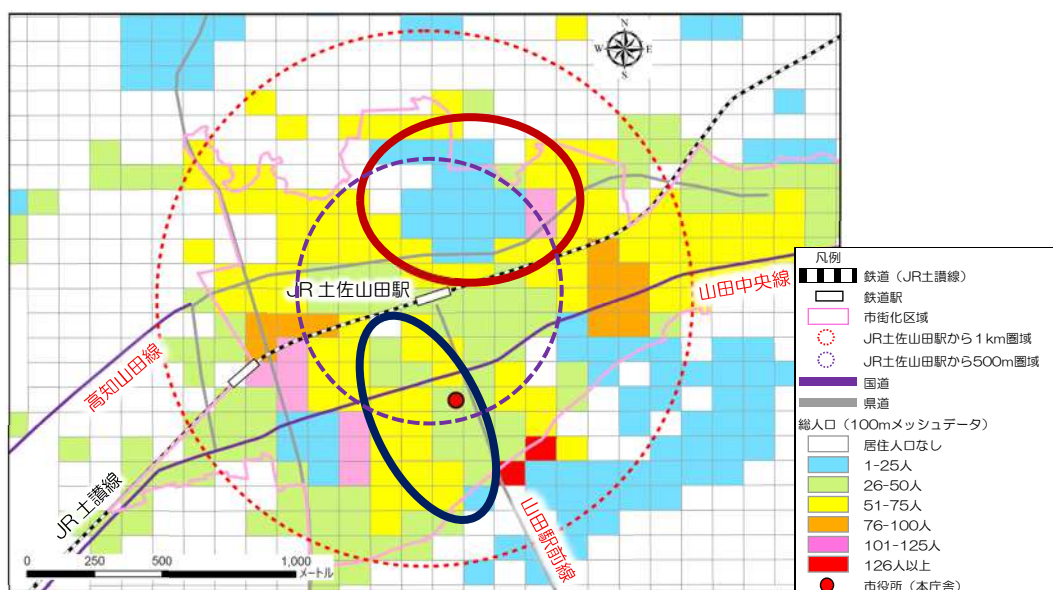 N
W E
S
JR 土佐山田駅
山田中央線
高知山田線
JR 土讃線
山田駅前線
0 250 500 1,000
メートル
凡例
鉄道（JR土讃線）
鉄道駅
市街化区域
JR土佐山田駅から１km圏域
JR土佐山田駅から500m圏域
国道
県道
総人口（100mメッシュデータ）
居住人口なし
1-25人
26-50人
51-75人
76-100人
101-125人
126人以上
市役所（本庁舎）